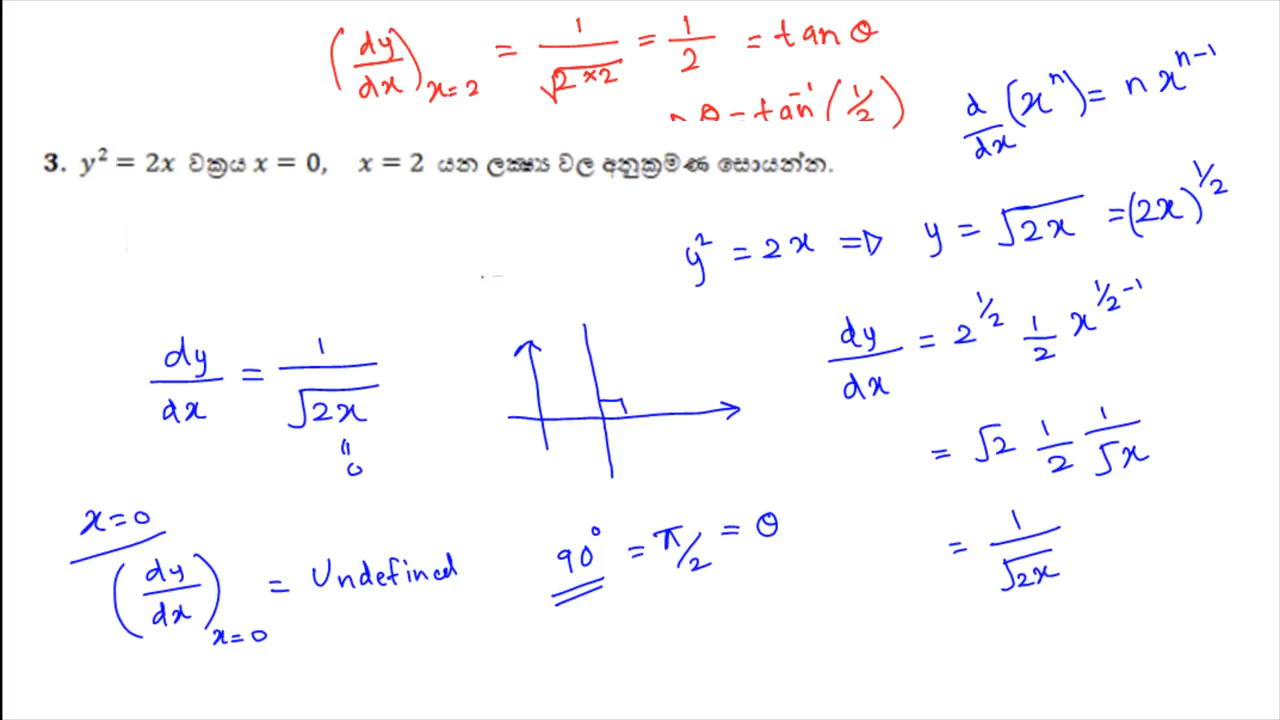 (dy/dx)x=2 = 1/√2×2 = 1/2 = tan θ
θ = tan⁻¹(1/2)
d/dx (xⁿ) = n xⁿ⁻¹
3. y² = 2x වක්‍රය x = 0, x = 2 යන ලක්‍ෂ්‍ය වල අනුක්‍රමණ සොයන්න.
y² = 2x ⇒ y = √2x = (2x)^1/2
dy/dx = 2^1/2 1/2 x^1/2-1
= √2 1/2 1/√x
= 1/√2x
dy/dx = 1/√2x
"
0
x=0
(dy/dx)x=0 = Undefined
90° = π/2 = θ